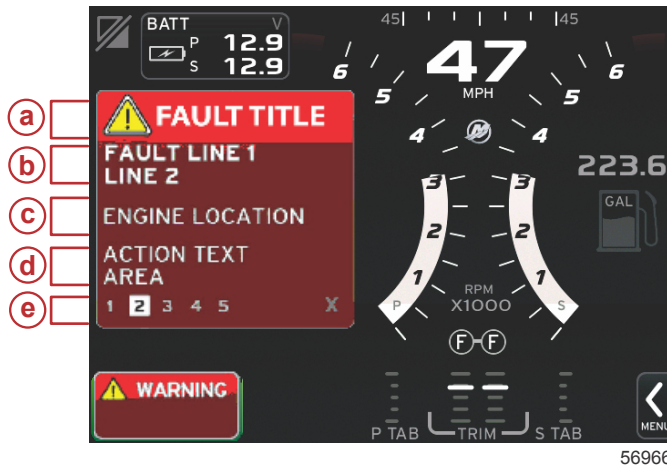 BATT V
P 12.9
S 12.9
45 45
47
MPH
6 6
5 5
4 4
3 3
2 2
1 1
RPM
X1000
P S
F F
223.6
GAL
a
FAULT TITLE
b
FAULT LINE 1
LINE 2
c
ENGINE LOCATION
d
ACTION TEXT
AREA
e
1 2 3 4 5 X
WARNING
P TAB TRIM S TAB
MENU
56966